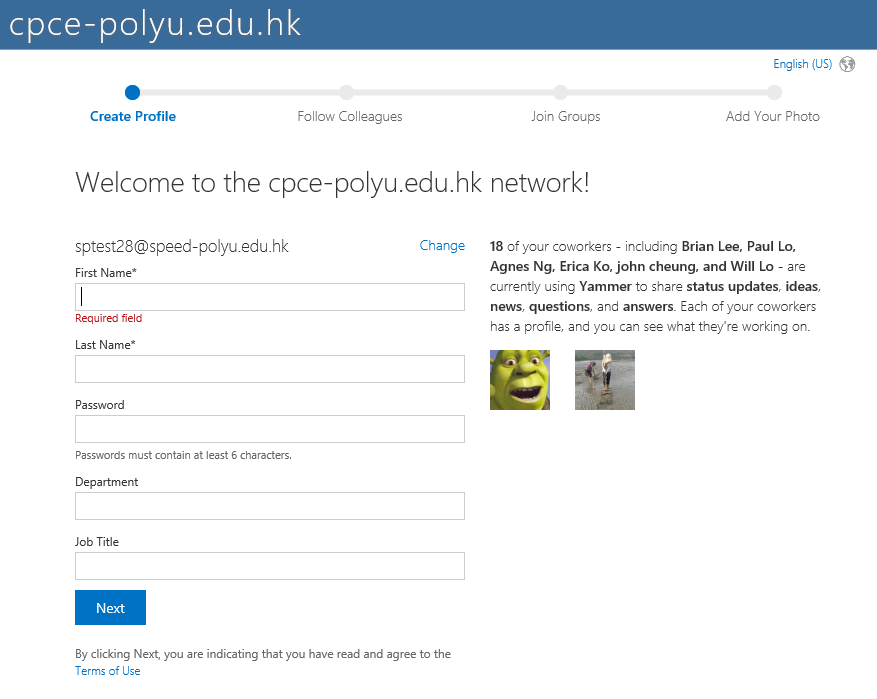 cpce-polyu.edu.hk
English (US)
Create Profile
Follow Colleagues
Join Groups
Add Your Photo
Welcome to the cpce-polyu.edu.hk network!
sptest28@speed-polyu.edu.hk
Change
First Name*
Required field
Last Name*
Password
Passwords must contain at least 6 characters.
Department
Job Title
Next
By clicking Next, you are indicating that you have read and agree to the
Terms of Use
18 of your coworkers - including Brian Lee, Paul Lo,
Agnes Ng, Erica Ko, john cheung, and Will Lo - are
currently using Yammer to share status updates, ideas,
news, questions, and answers. Each of your coworkers
has a profile, and you can see what they're working on.